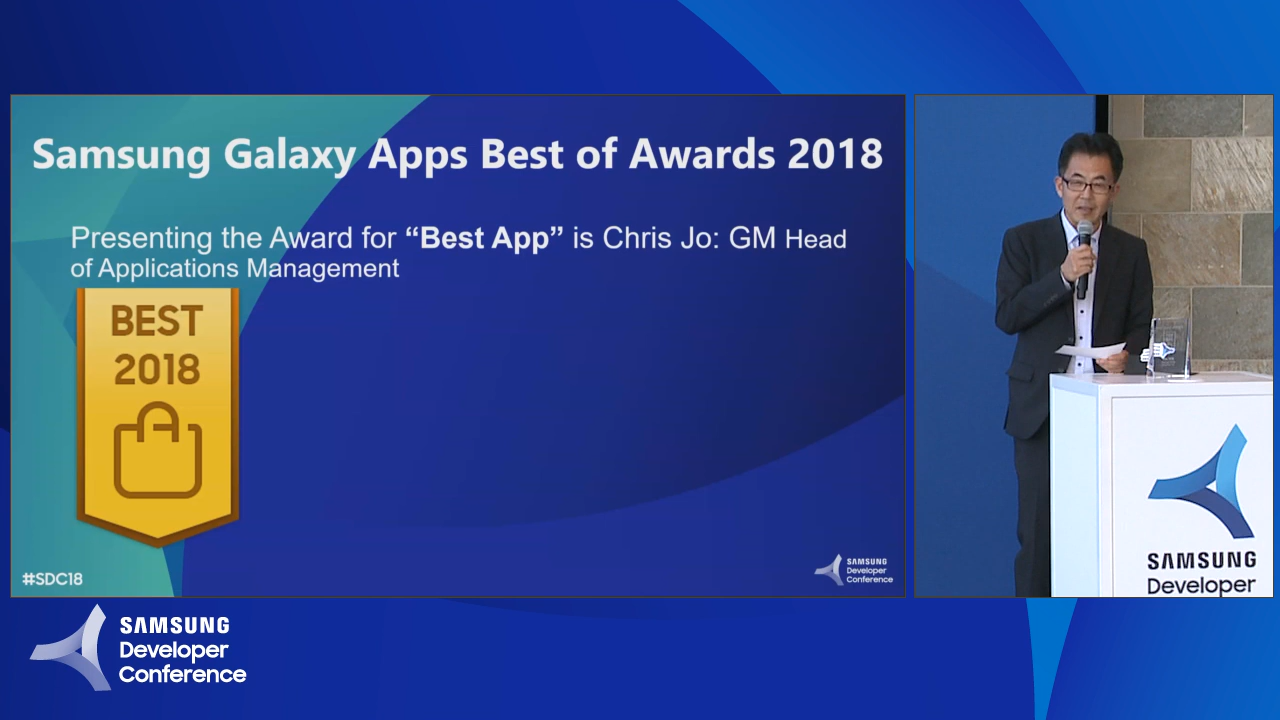 Samsung Galaxy Apps Best of Awards 2018
Presenting the Award for “Best App” is Chris Jo: GM Head
of Applications Management
BEST
2018
#SDC18
SAMSUNG
Developer
Conference
SAMSUNG
Developer
SAMSUNG
Developer
Conference